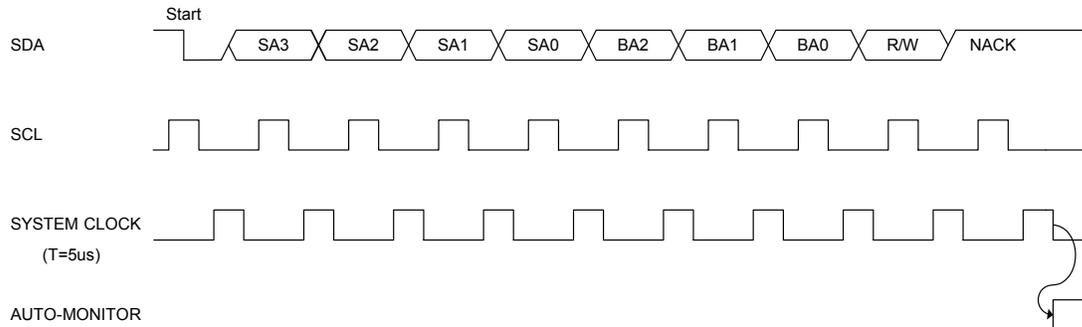 Start
SDA SA3 SA2 SA1 SA0 BA2 BA1 BA0 R/W NACK
SCL
SYSTEM CLOCK
(T=5us)
AUTO-MONITOR